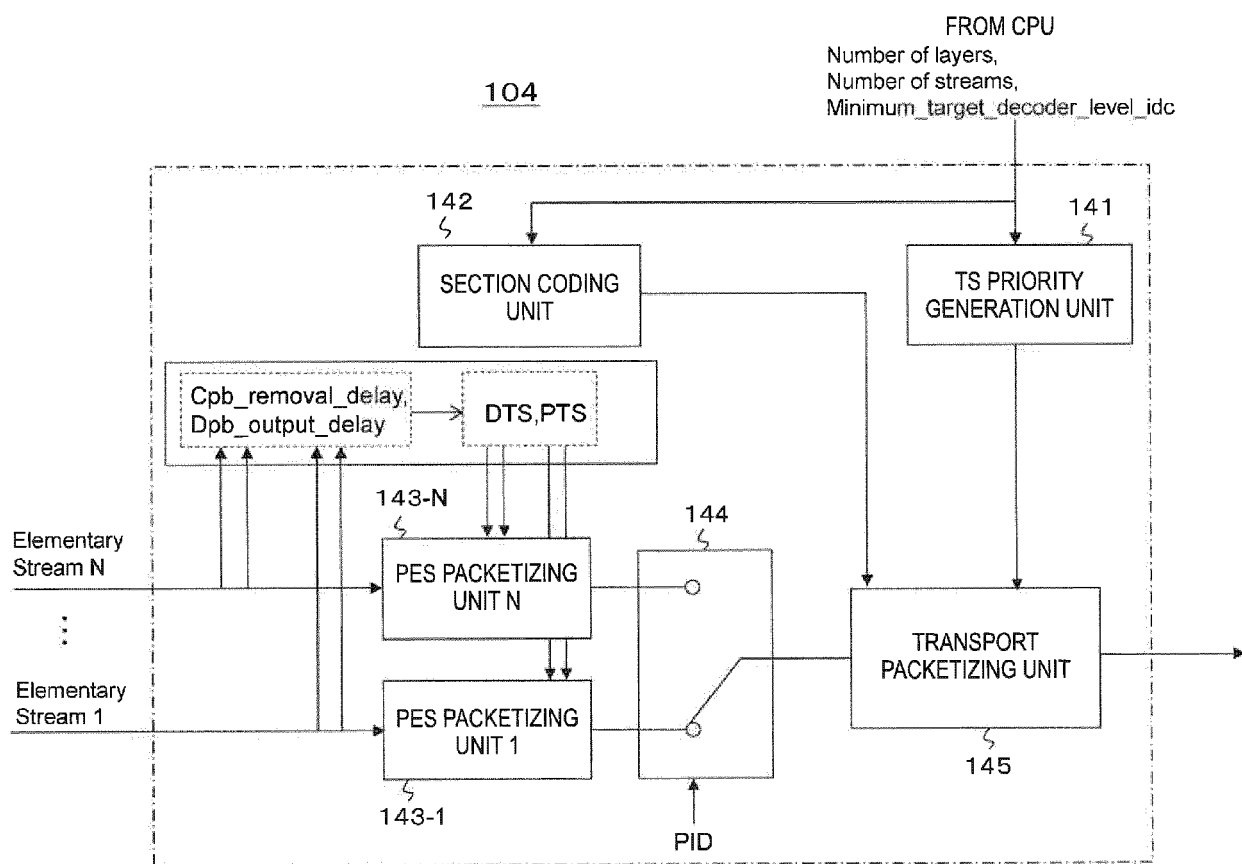 FROM CPU
Number of layers,
Number of streams,
Minimum_target_decoder_level_idc
104
142
141
SECTION CODING
UNIT
TS PRIORITY
GENERATION UNIT
Cpb_removal_delay,
Dpb_output_delay
DTS,PTS
143-N
144
Elementary
Stream N
PES PACKETIZING
UNIT N
TRANSPORT
PACKETIZING UNIT
Elementary
Stream 1
PES PACKETIZING
UNIT 1
145
143-1
PID